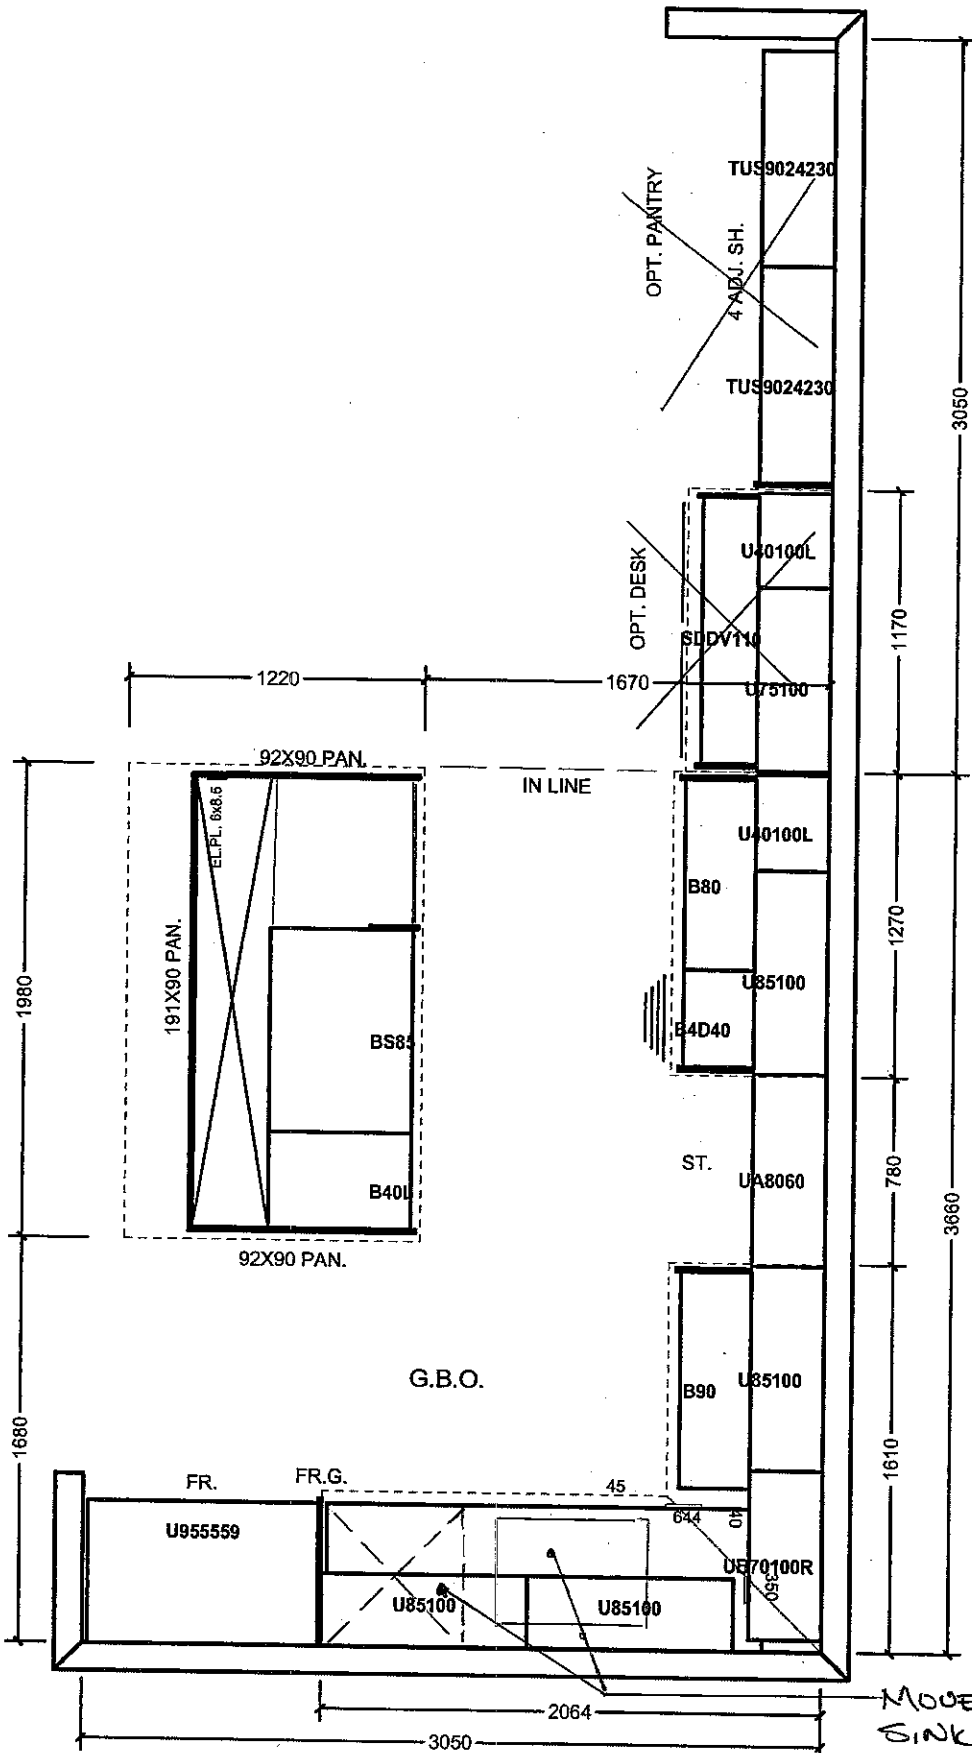 TUS9024230
OPT. PANTRY
4 ADJ. SH.
TUS9024230
3050
U40100L
OPT. DESK
SDDV110
1170
1220
1670
U75100
92X90 PAN.
IN LINE
EL.PL. 6x8.5
U40100L
B80
1270
191X90 PAN.
1980
U85100
B4D40
BS85
ST.
UA8060
780
B40L
3660
92X90 PAN.
G.B.O.
B90
U85100
1680
1610
FR.
FR.G.
45
644
40
U955559
UB70100R
350
U85100
U85100
2064
3050
MOVE
SINK